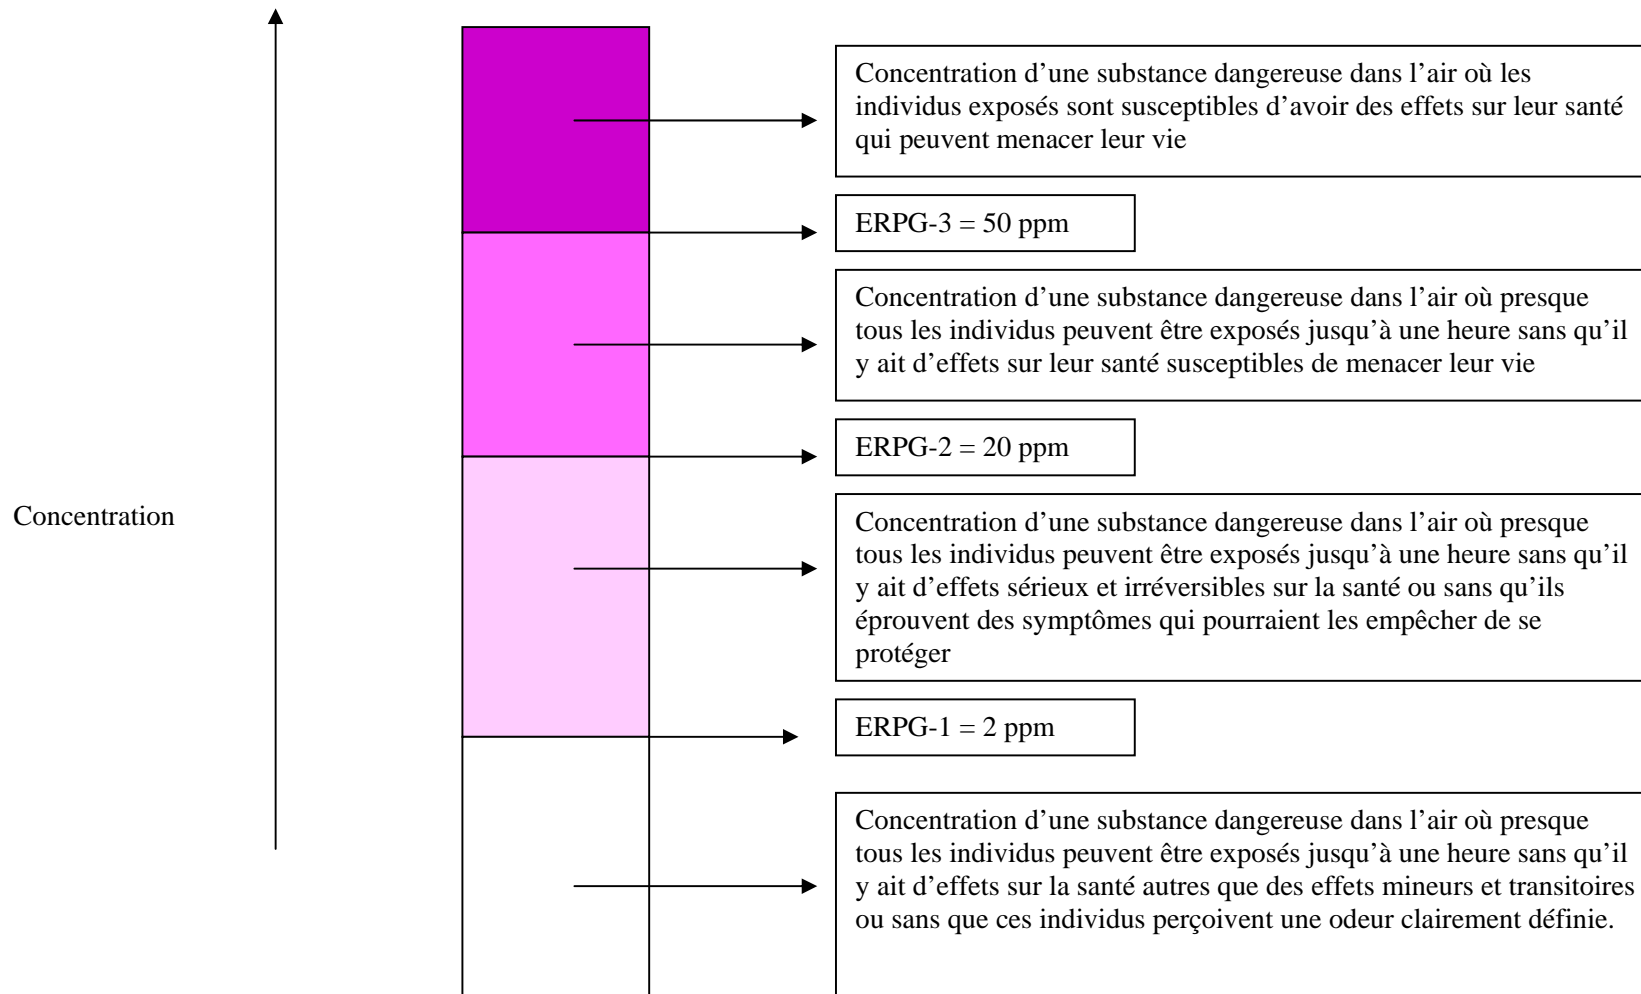 Concentration d’une substance dangereuse dans l’air où les
individus exposés sont susceptibles d’avoir des effets sur leur santé
qui peuvent menacer leur vie
ERPG-3 = 50 ppm
Concentration d’une substance dangereuse dans l’air où presque
tous les individus peuvent être exposés jusqu’à une heure sans qu’il
y ait d’effets sur leur santé susceptibles de menacer leur vie
ERPG-2 = 20 ppm
Concentration
Concentration d’une substance dangereuse dans l’air où presque
tous les individus peuvent être exposés jusqu’à une heure sans qu’il
y ait d’effets sérieux et irréversibles sur la santé ou sans qu’ils
éprouvent des symptômes qui pourraient les empêcher de se
protéger
ERPG-1 = 2 ppm
Concentration d’une substance dangereuse dans l’air où presque
tous les individus peuvent être exposés jusqu’à une heure sans qu’il
y ait d’effets sur la santé autres que des effets mineurs et transitoires
ou sans que ces individus perçoivent une odeur clairement définie.